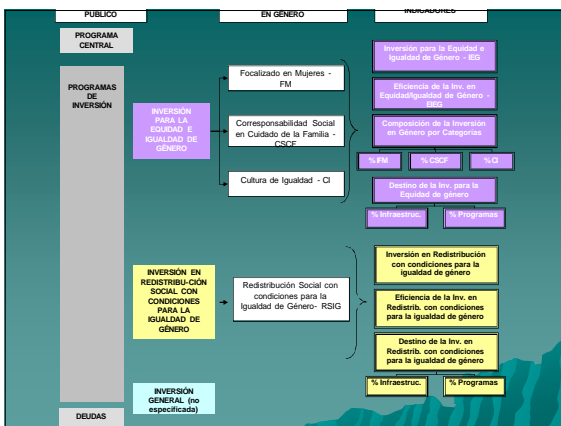 PÚBLICO
EN GÉNERO
INDICADORES
PROGRAMA
CENTRAL
PROGRAMAS
DE
INVERSIÓN
INVERSIÓN
PARA LA
EQUIDAD E
IGUALDAD DE
GÉNERO
Focalizado en Mujeres -
FM
Corresponsabilidad Social
en Cuidado de la Familia -
CSCF
Cultura de Igualdad - CI
Inversión para la Equidad e
Igualdad de Género - IEG
Eficiencia de la Inv. en
Equidad/Igualdad de Género -
EIEG
Composición de la Inversión
en Género por Categorías
% IFM
% CSCF
% CI
Destino de la Inv. para la
Equidad de género
% Infraestruc.
% Programas
INVERSIÓN EN
REDISTRIBU-CIÓN
SOCIAL CON
CONDICIONES
PARA LA
IGUALDAD DE
GÉNERO
Redistribución Social con
condiciones para la
Igualdad de Género- RSIG
Inversión en Redistribución
con condiciones para la
igualdad de género
Eficiencia de la Inv. en
Redistrib. con condiciones
para la igualdad de género
Destino de la Inv. en
Redistrib. con condiciones
para la igualdad de género
% Infraestruc.
% Programas
INVERSIÓN
GENERAL (no
especificada)
DEUDAS